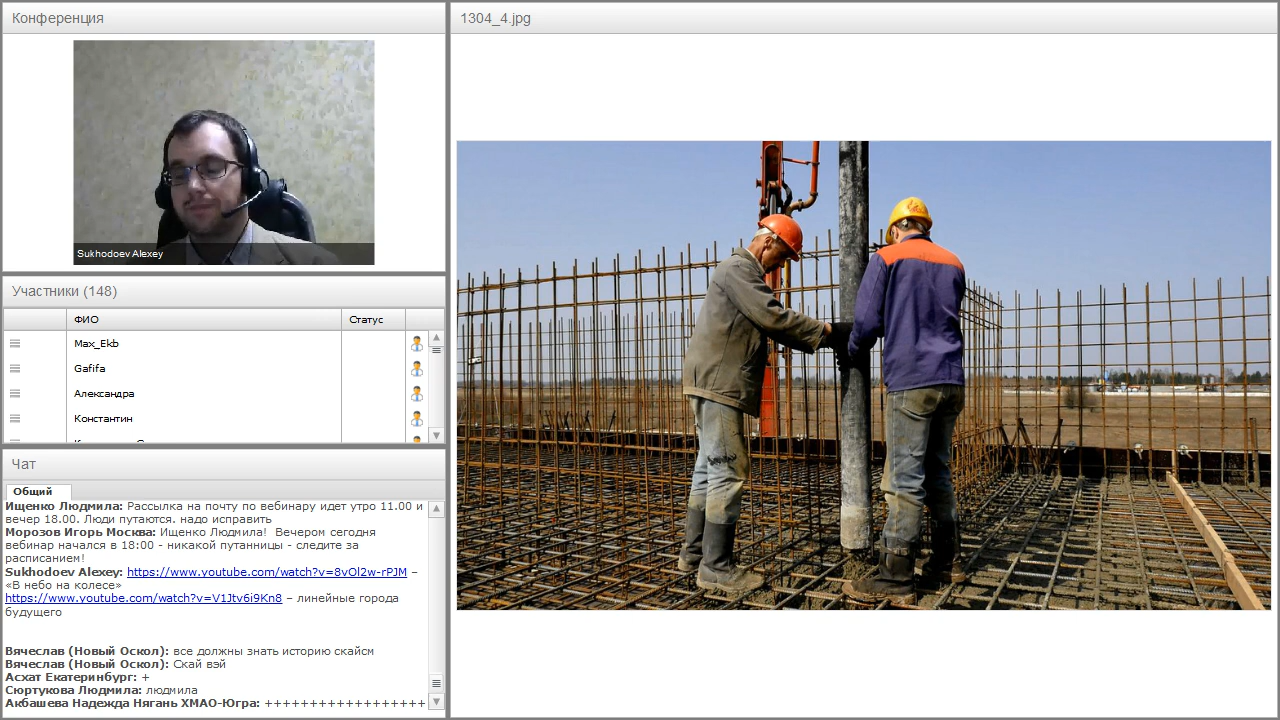 Конференция
Sukhodoev Alexey
Участники (148)
ФИО
Статус
Max_Ekb
Gafifa
Александра
Константин
Чат
Общий
Ищенко Людмила: Рассылка на почту по вебинару идет утро 11.00 и
вечер 18.00. Люди путаются. надо исправить
Морозов Игорь Москва: Ищенко Людмила! Вечером сегодня
вебинар начался в 18:00 - никакой путанницы - следите за
расписанием!
Sukhodoev Alexey: https://www.youtube.com/watch?v=8vOl2w-rPJM –
«В небо на колесе»
https://www.youtube.com/watch?v=V1Jtv6i9Kn8 – линейные города
будущего
Вячеслав (Новый Оскол): все должны знать историю скайсм
Вячеслав (Новый Оскол): Скай вэй
Асхат Екатеринбург: +
Сюртукова Людмила: людмила
Акбашева Надежда Нягань ХМАО-Югра: ++++++++++++++++++
1304_4.jpg